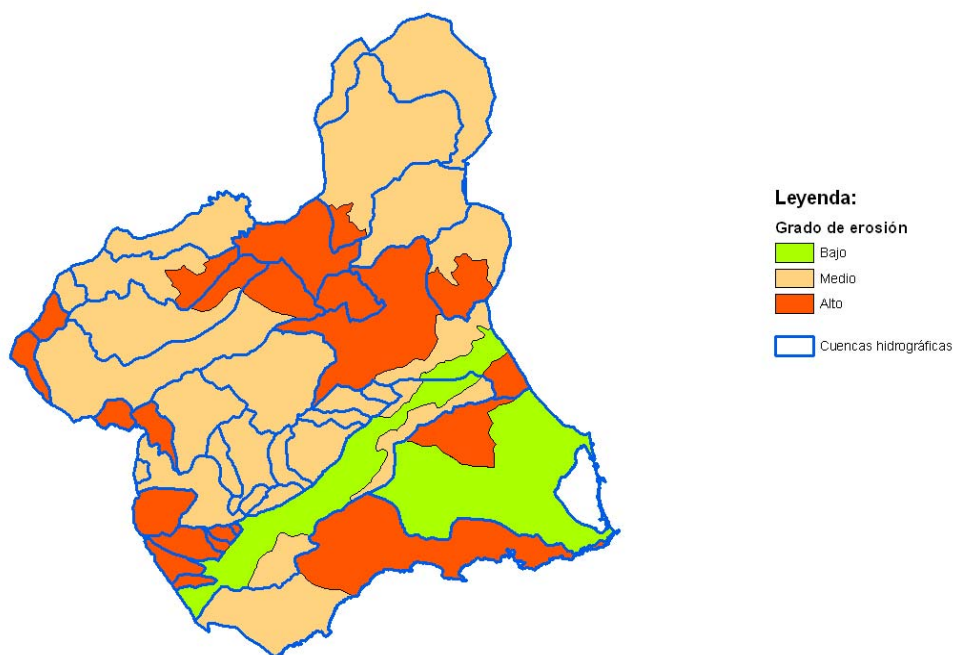 Leyenda:
Grado de erosión
Bajo
Medio
Alto
Cuencas hidrográficas